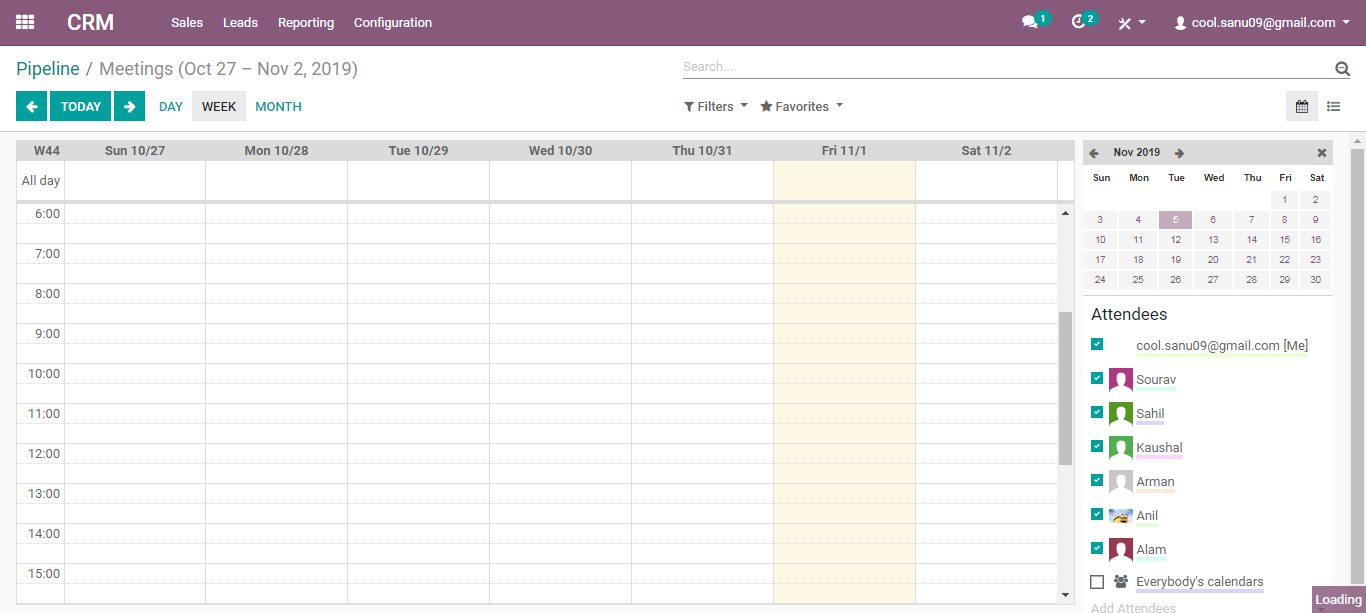 CRM Sales Leads Reporting Configuration 1 2 cool.sanu09@gmail.com
Pipeline / Meetings (Oct 27 – Nov 2, 2019) Search...
TODAY DAY WEEK MONTH Filters Favorites
W44 Sun 10/27 Mon 10/28 Tue 10/29 Wed 10/30 Thu 10/31 Fri 11/1 Sat 11/2
All day
6:00
7:00
8:00
9:00
10:00
11:00
12:00
13:00
14:00
15:00
Nov 2019
Sun Mon Tue Wed Thu Fri Sat
1 2
3 4 5 6 7 8 9
10 11 12 13 14 15 16
17 18 19 20 21 22 23
24 25 26 27 28 29 30
Attendees
cool.sanu09@gmail.com [Me]
Sourav
Sahil
Kaushal
Arman
Anil
Alam
Everybody's calendars
Add Attendees
Loading